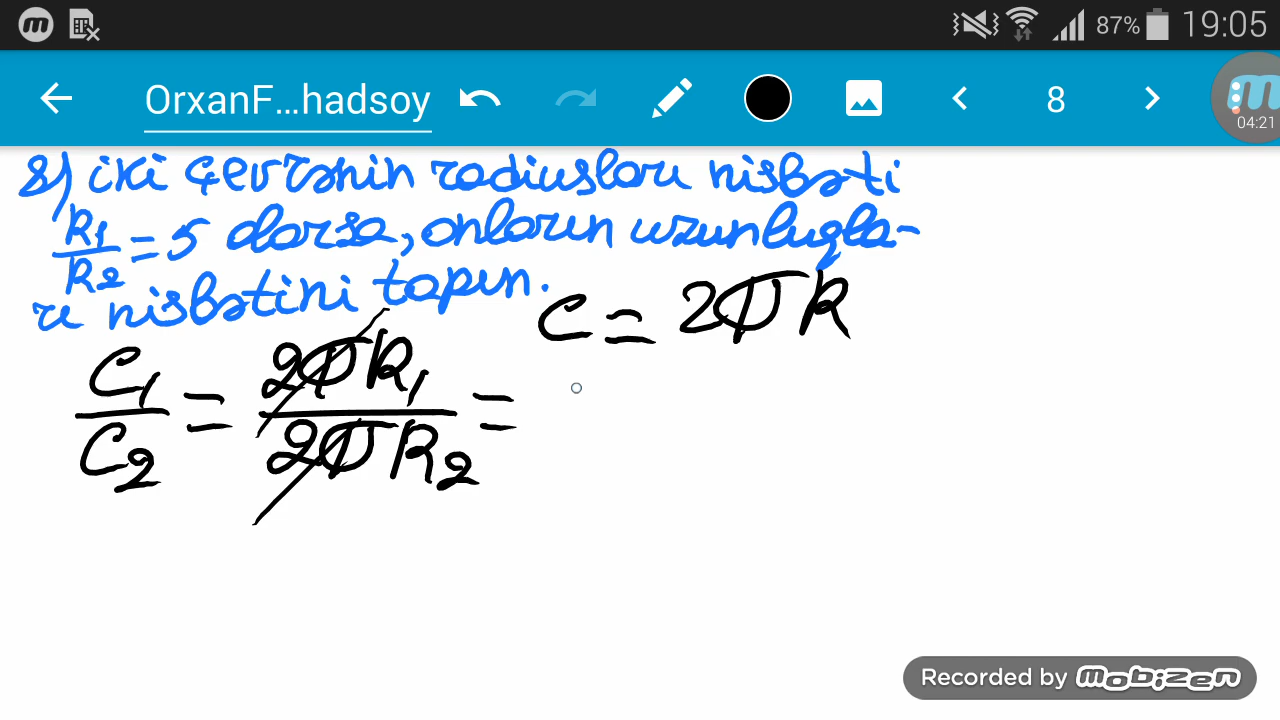 87% 19:05
OrxanF...hadsoy 8
04:21
8) iki çevrənin radiusları nisbəti
R₁/R₂ = 5 olarsa, onların uzunluqla-
rı nisbətini tapın.
C = 2πR
C₁/C₂ = 2πR₁/2πR₂ =
Recorded by mobizen